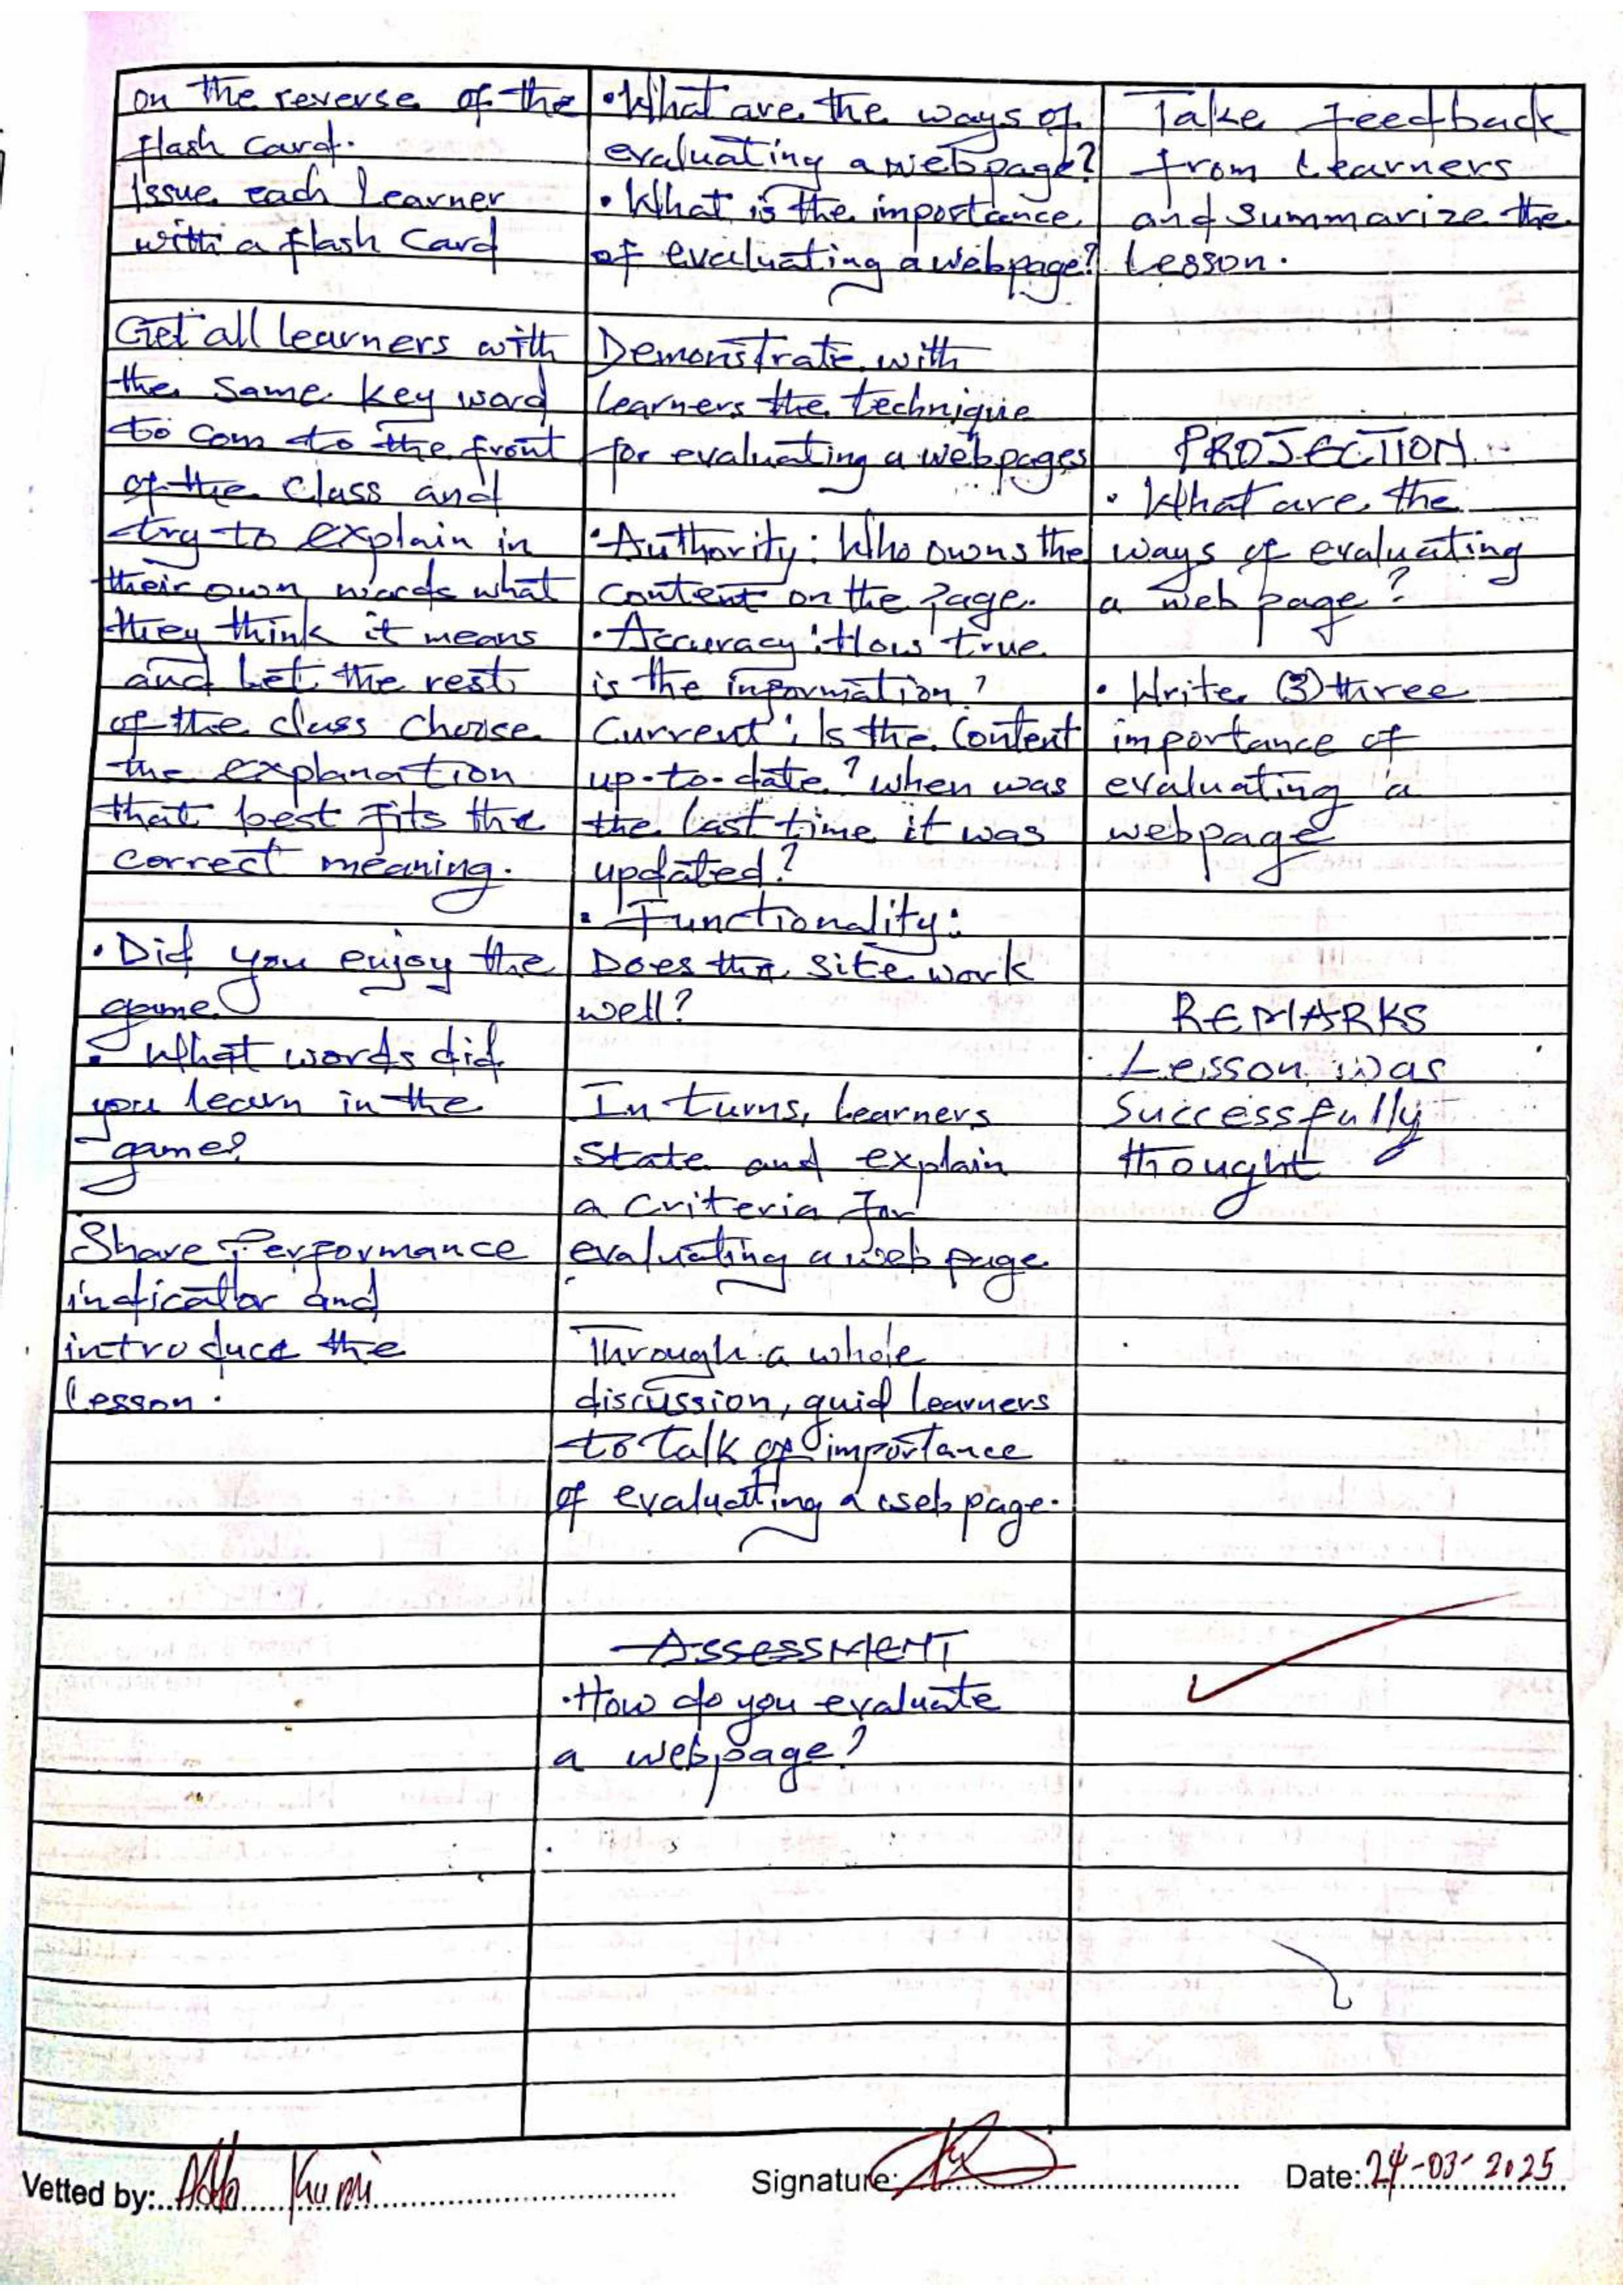 on the reverse of the
flash card.
Issue each Learner
with a flash Card
Get all learners with
the same key word
to com to the front
of the class and
try to explain in
their own words what
they think it means
and Let the rest
of the class choose
the explanation
that best fits the
correct meaning.
• Did you enjoy the
game
• What words did
you learn in the
game?
Share Performance
indicator and
introduce the
Lesson.
• What are the ways of
evaluating a webpage?
• What is the importance
of evaluating a webpage?
Demonstrate with
learners the technique
for evaluating a webpages
• Authority: Who owns the
content on the Page.
• Accuracy: How true
is the information?
Current: Is the Content
up-to-date? when was
the last time it was
updated?
• Functionality:
Does the site work
well?
In turns, Learners
State and explain
a criteria for
evaluating a web page
Through a whole
discussion, guid learners
to talk of importance
of evaluating a web page.
ASSESSMENT
• How do you evaluate
a webpage?
Take feedback
from Learners
and summarize the
Lesson.
PROJECTION
• What are the
ways of evaluating
a web page?
• Write (3) three
importance of
evaluating a
webpage
REMARKS
Lesson was
Successfully
thought
Vetted by: Addo Kumi
Signature:
Date: 24-03-2025